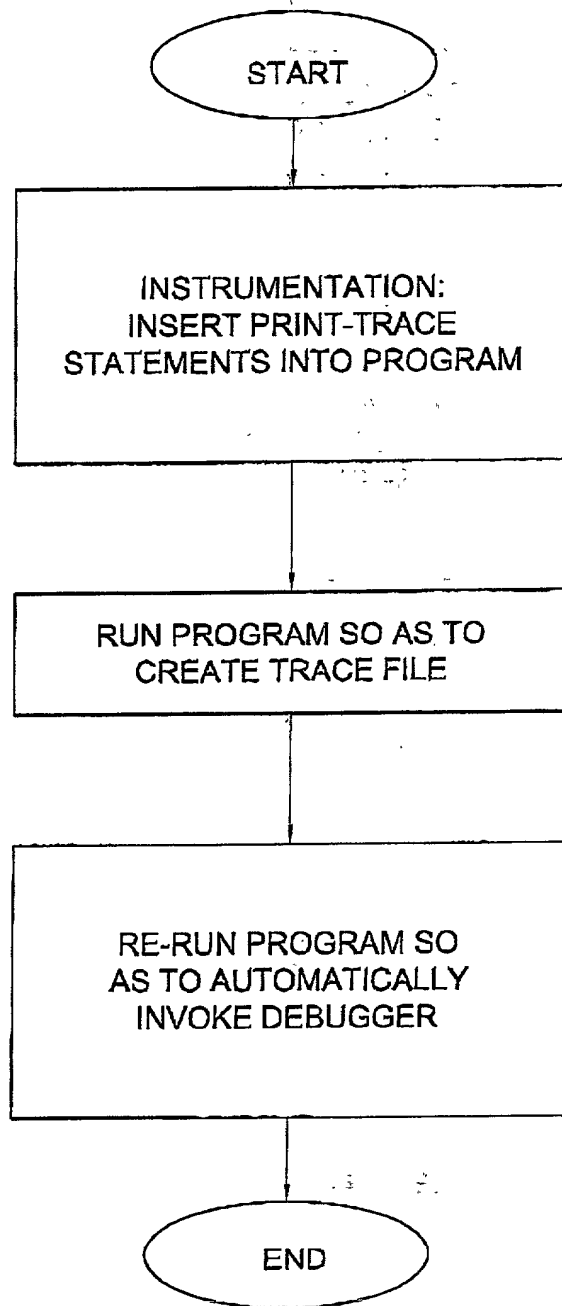 START
INSTRUMENTATION:
INSERT PRINT-TRACE
STATEMENTS INTO PROGRAM
RUN PROGRAM SO AS TO
CREATE TRACE FILE
RE-RUN PROGRAM SO
AS TO AUTOMATICALLY
INVOKE DEBUGGER
END